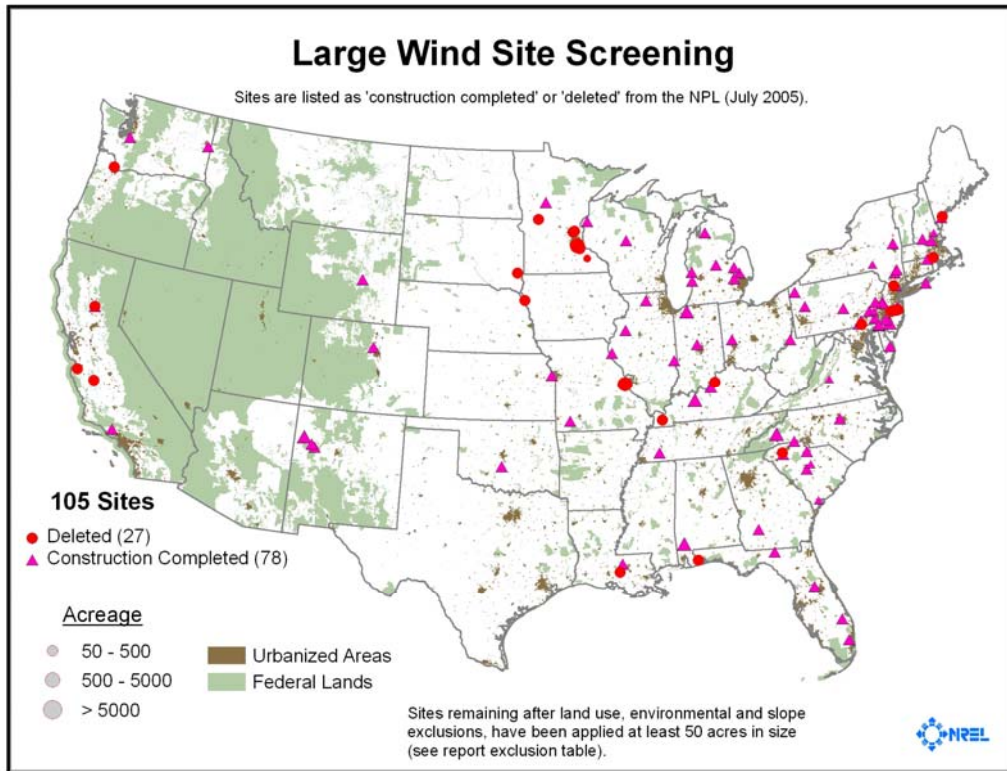 Large Wind Site Screening
Sites are listed as 'construction completed' or 'deleted' from the NPL (July 2005).
105 Sites
Deleted (27)
Construction Completed (78)
Acreage
50 - 500
500 - 5000
> 5000
Urbanized Areas
Federal Lands
Sites remaining after land use, environmental and slope
exclusions, have been applied at least 50 acres in size
(see report exclusion table).
NREL